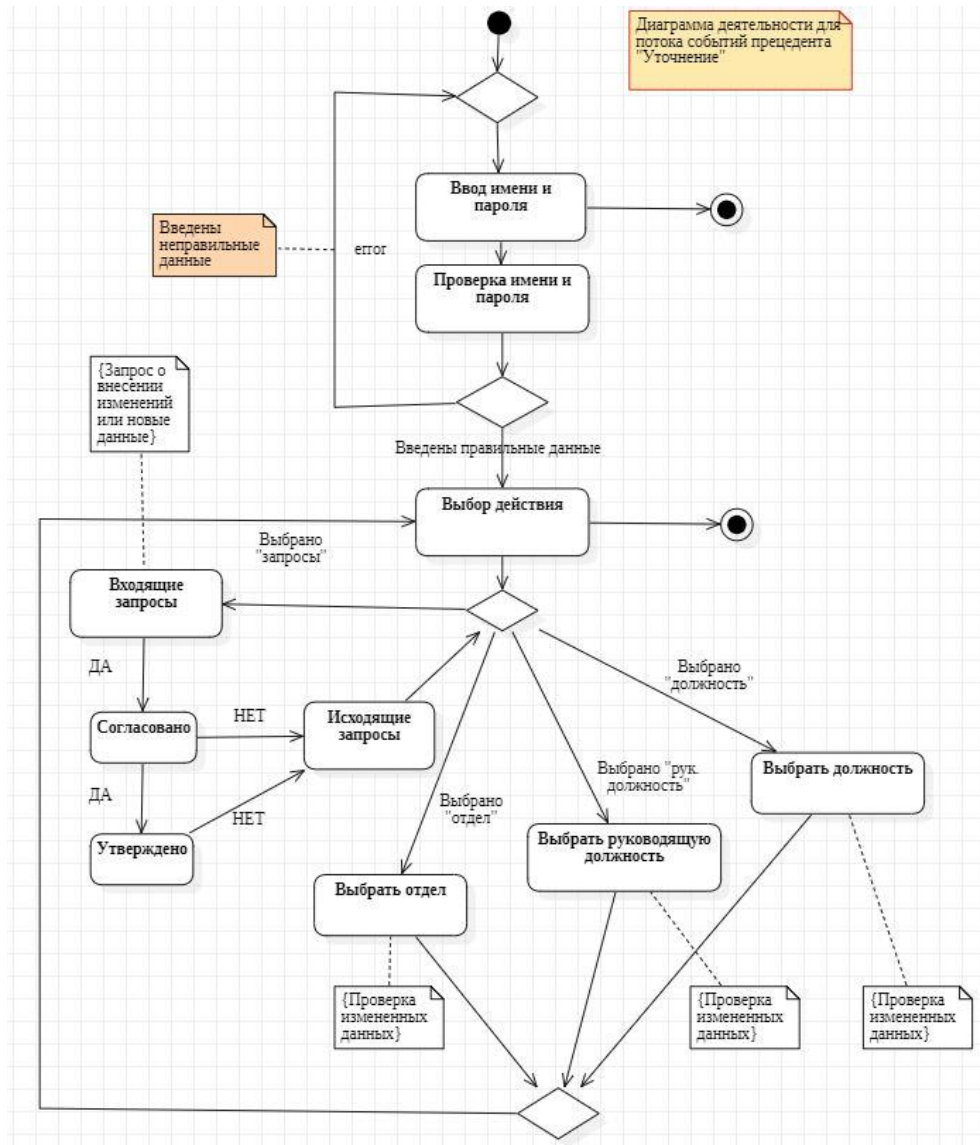 Диаграмма деятельности для
потока событий прецедента
"Уточнение"
Ввод имени и
пароля
Введены
неправильные
данные
error
Проверка имени и
пароля
{Запрос о
внесении
изменений
или новые
данные}
Введены правильные данные
Выбор действия
Выбрано
"запросы"
Входящие
запросы
ДА
Выбрано
"должность"
Согласовано
НЕТ
Исходящие
запросы
Выбрано "рук.
должность"
Выбрать должность
ДА
Выбрано
"отдел"
НЕТ
Утверждено
Выбрать руководящую
должность
Выбрать отдел
{Проверка
измененных
данных}
{Проверка
измененных
данных}
{Проверка
измененных
данных}